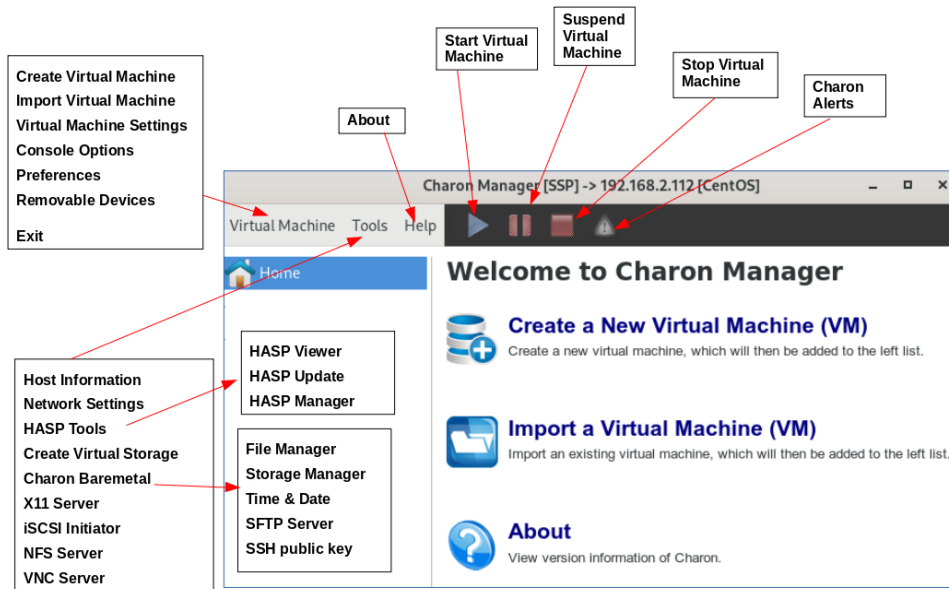 Suspend
Virtual
Machine
Start Virtual
Machine
Stop Virtual
Machine
Charon
Alerts
Create Virtual Machine
Import Virtual Machine
Virtual Machine Settings
Console Options
Preferences
Removable Devices
Exit
About
Charon Manager [SSP] -> 192.168.2.112 [CentOS]
Virtual Machine Tools Help
Home
Welcome to Charon Manager
Create a New Virtual Machine (VM)
Create a new virtual machine, which will then be added to the left list.
Import a Virtual Machine (VM)
Import an existing virtual machine, which will then be added to the left list.
About
View version information of Charon.
Host Information
Network Settings
HASP Tools
Create Virtual Storage
Charon Baremetal
X11 Server
iSCSI Initiator
NFS Server
VNC Server
HASP Viewer
HASP Update
HASP Manager
File Manager
Storage Manager
Time & Date
SFTP Server
SSH public key